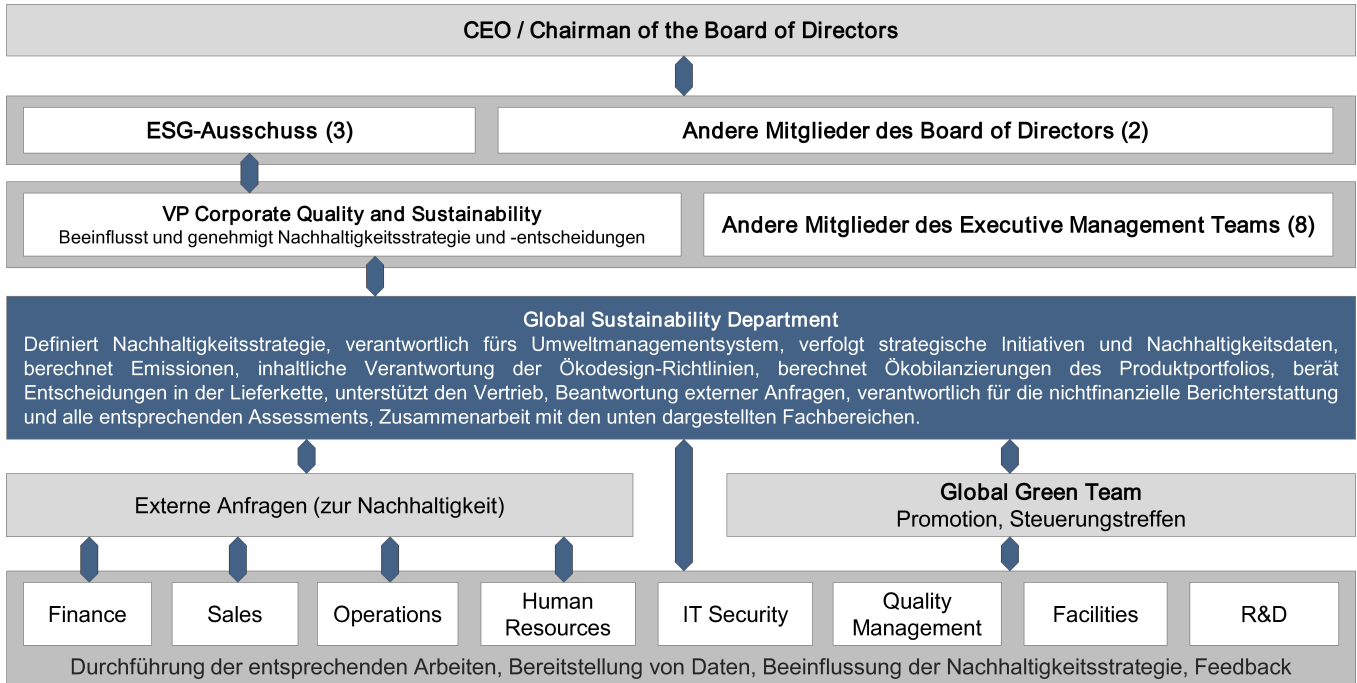 CEO / Chairman of the Board of Directors
ESG-Ausschuss (3)
Andere Mitglieder des Board of Directors (2)
VP Corporate Quality and Sustainability
Beeinflusst und genehmigt Nachhaltigkeitsstrategie und -entscheidungen
Andere Mitglieder des Executive Management Teams (8)
Global Sustainability Department
Definiert Nachhaltigkeitsstrategie, verantwortlich fürs Umweltmanagementsystem, verfolgt strategische Initiativen und Nachhaltigkeitsdaten,
berechnet Emissionen, inhaltliche Verantwortung der Ökodesign-Richtlinien, berechnet Ökobilanzierungen des Produktportfolios, berät
Entscheidungen in der Lieferkette, unterstützt den Vertrieb, Beantwortung externer Anfragen, verantwortlich für die nichtfinanzielle Berichterstattung
und alle entsprechenden Assessments, Zusammenarbeit mit den unten dargestellten Fachbereichen.
Externe Anfragen (zur Nachhaltigkeit)
Global Green Team
Promotion, Steuerungstreffen
Finance
Sales
Operations
Human
Resources
IT Security
Quality
Management
Facilities
R&D
Durchführung der entsprechenden Arbeiten, Bereitstellung von Daten, Beeinflussung der Nachhaltigkeitsstrategie, Feedback